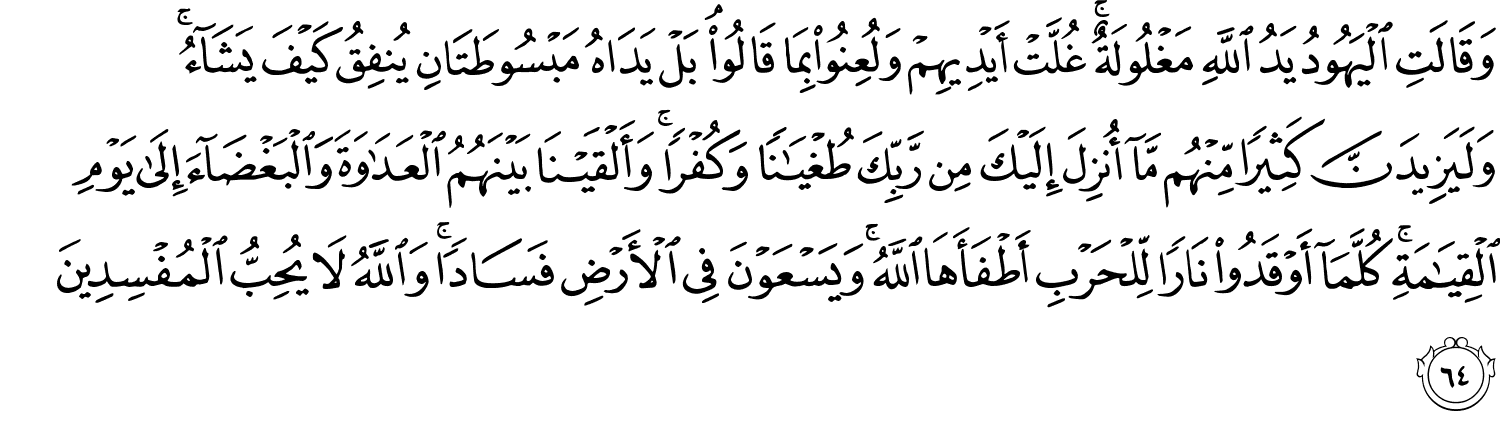 وَقَالَتِ ٱلۡيَهُودُ يَدُ ٱللَّهِ مَغۡلُولَةٌۚ غُلَّتۡ أَيۡدِيهِمۡ وَلُعِنُواْ بِمَا قَالُواْۘ بَلۡ يَدَاهُ مَبۡسُوطَتَانِ يُنفِقُ كَيۡفَ يَشَآءُۚ
وَلَيَزِيدَنَّ كَثِيرٗا مِّنۡهُم مَّآ أُنزِلَ إِلَيۡكَ مِن رَّبِّكَ طُغۡيَٰنٗا وَكُفۡرٗاۚ وَأَلۡقَيۡنَا بَيۡنَهُمُ ٱلۡعَدَٰوَةَ وَٱلۡبَغۡضَآءَ إِلَىٰ يَوۡمِ
ٱلۡقِيَٰمَةِۚ كُلَّمَآ أَوۡقَدُواْ نَارٗا لِّلۡحَرۡبِ أَطۡفَأَهَا ٱللَّهُۚ وَيَسۡعَوۡنَ فِي ٱلۡأَرۡضِ فَسَادٗاۚ وَٱللَّهُ لَا يُحِبُّ ٱلۡمُفۡسِدِينَ
٦٤